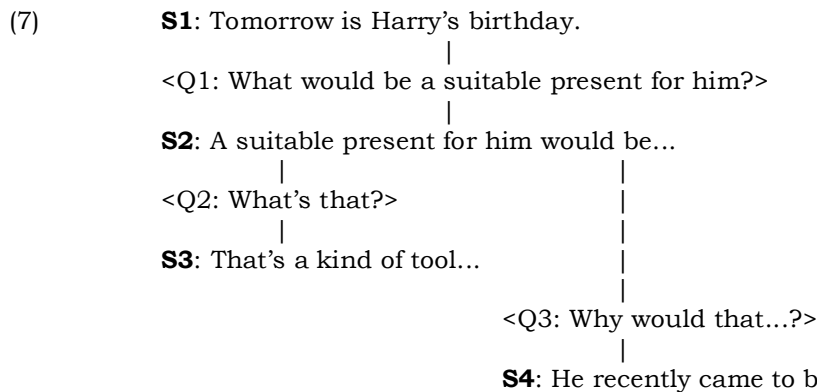 (7) S1: Tomorrow is Harry's birthday.
<Q1: What would be a suitable present for him?>
S2: A suitable present for him would be...
<Q2: What's that?>
S3: That's a kind of tool...
<Q3: Why would that...?>
S4: He recently came to b